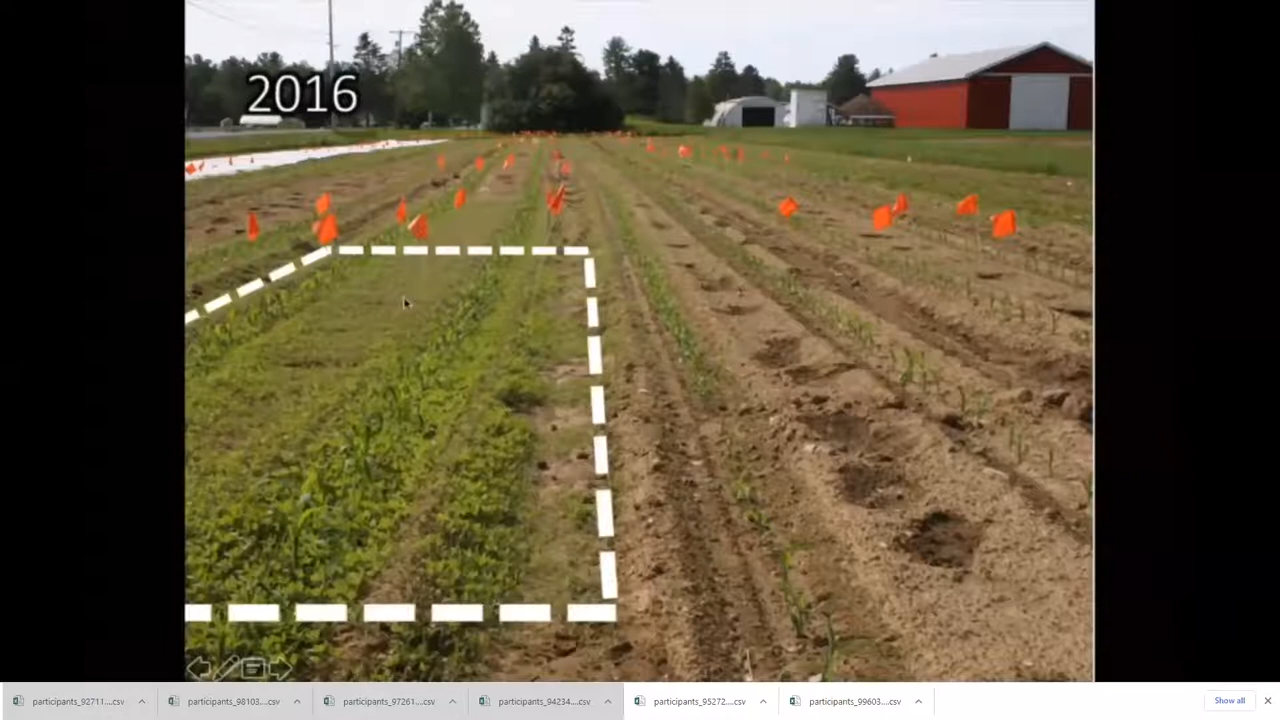 2016
participants_92711....csv
participants_98103....csv
participants_97261....csv
participants_94234....csv
participants_95272....csv
participants_99603....csv
Show all